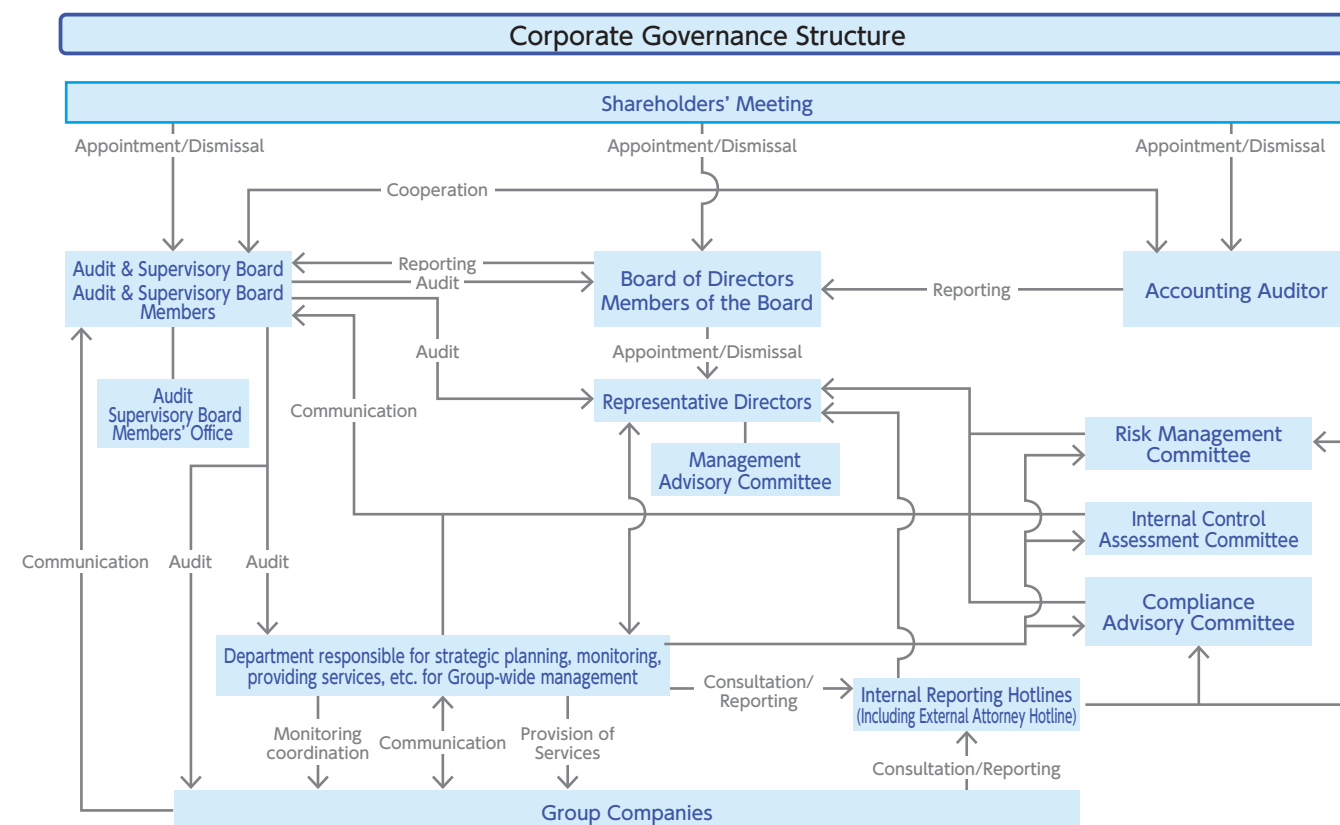 Corporate Governance Structure
Shareholders’ Meeting
Appointment/Dismissal
Appointment/Dismissal
Appointment/Dismissal
Cooperation
Audit & Supervisory Board
Audit & Supervisory Board
Members
Reporting
Audit
Board of Directors
Members of the Board
Reporting
Accounting Auditor
Audit
Appointment/Dismissal
Audit
Supervisory Board
Members’ Office
Communication
Representative Directors
Management
Advisory Committee
Risk Management
Committee
Internal Control
Assessment Committee
Communication
Audit
Audit
Compliance
Advisory Committee
Department responsible for strategic planning, monitoring,
providing services, etc. for Group-wide management
Consultation/
Reporting
Internal Reporting Hotlines
(Including External Attorney Hotline)
Monitoring
coordination
Communication
Provision of
Services
Consultation/Reporting
Group Companies